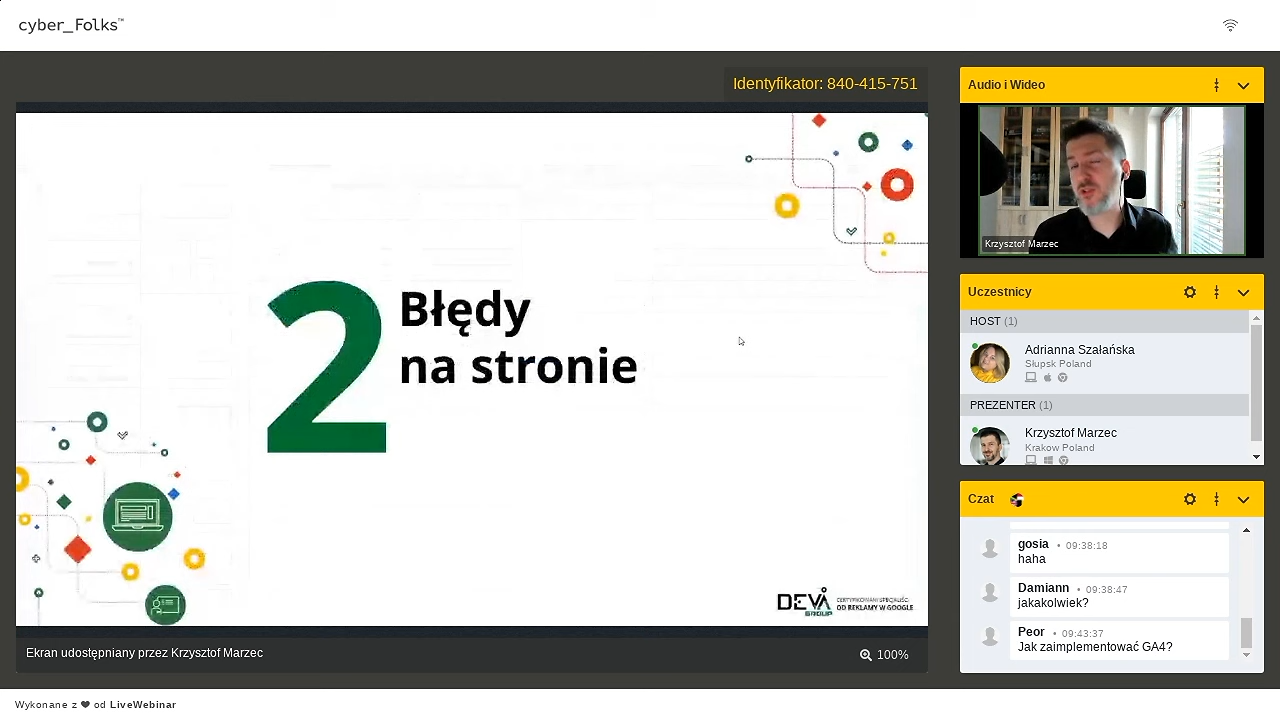 cyber_Folks™
Identyfikator: 840-415-751
2
Błędy
na stronie
DEVA
GROUP
CERTYFIKOWANI SPECJALIŚCI
OD REKLAMY W GOOGLE
Ekran udostępniany przez Krzysztof Marzec
100%
Audio i Wideo
Krzysztof Marzec
Uczestnicy
HOST (1)
Adrianna Szałańska
Słupsk Poland
PREZENTER (1)
Krzysztof Marzec
Krakow Poland
Czat
gosia • 09:38:18
haha
Damiann • 09:38:47
jakakolwiek?
Peor • 09:43:37
Jak zaimplementować GA4?
Wykonane z ❤ od LiveWebinar